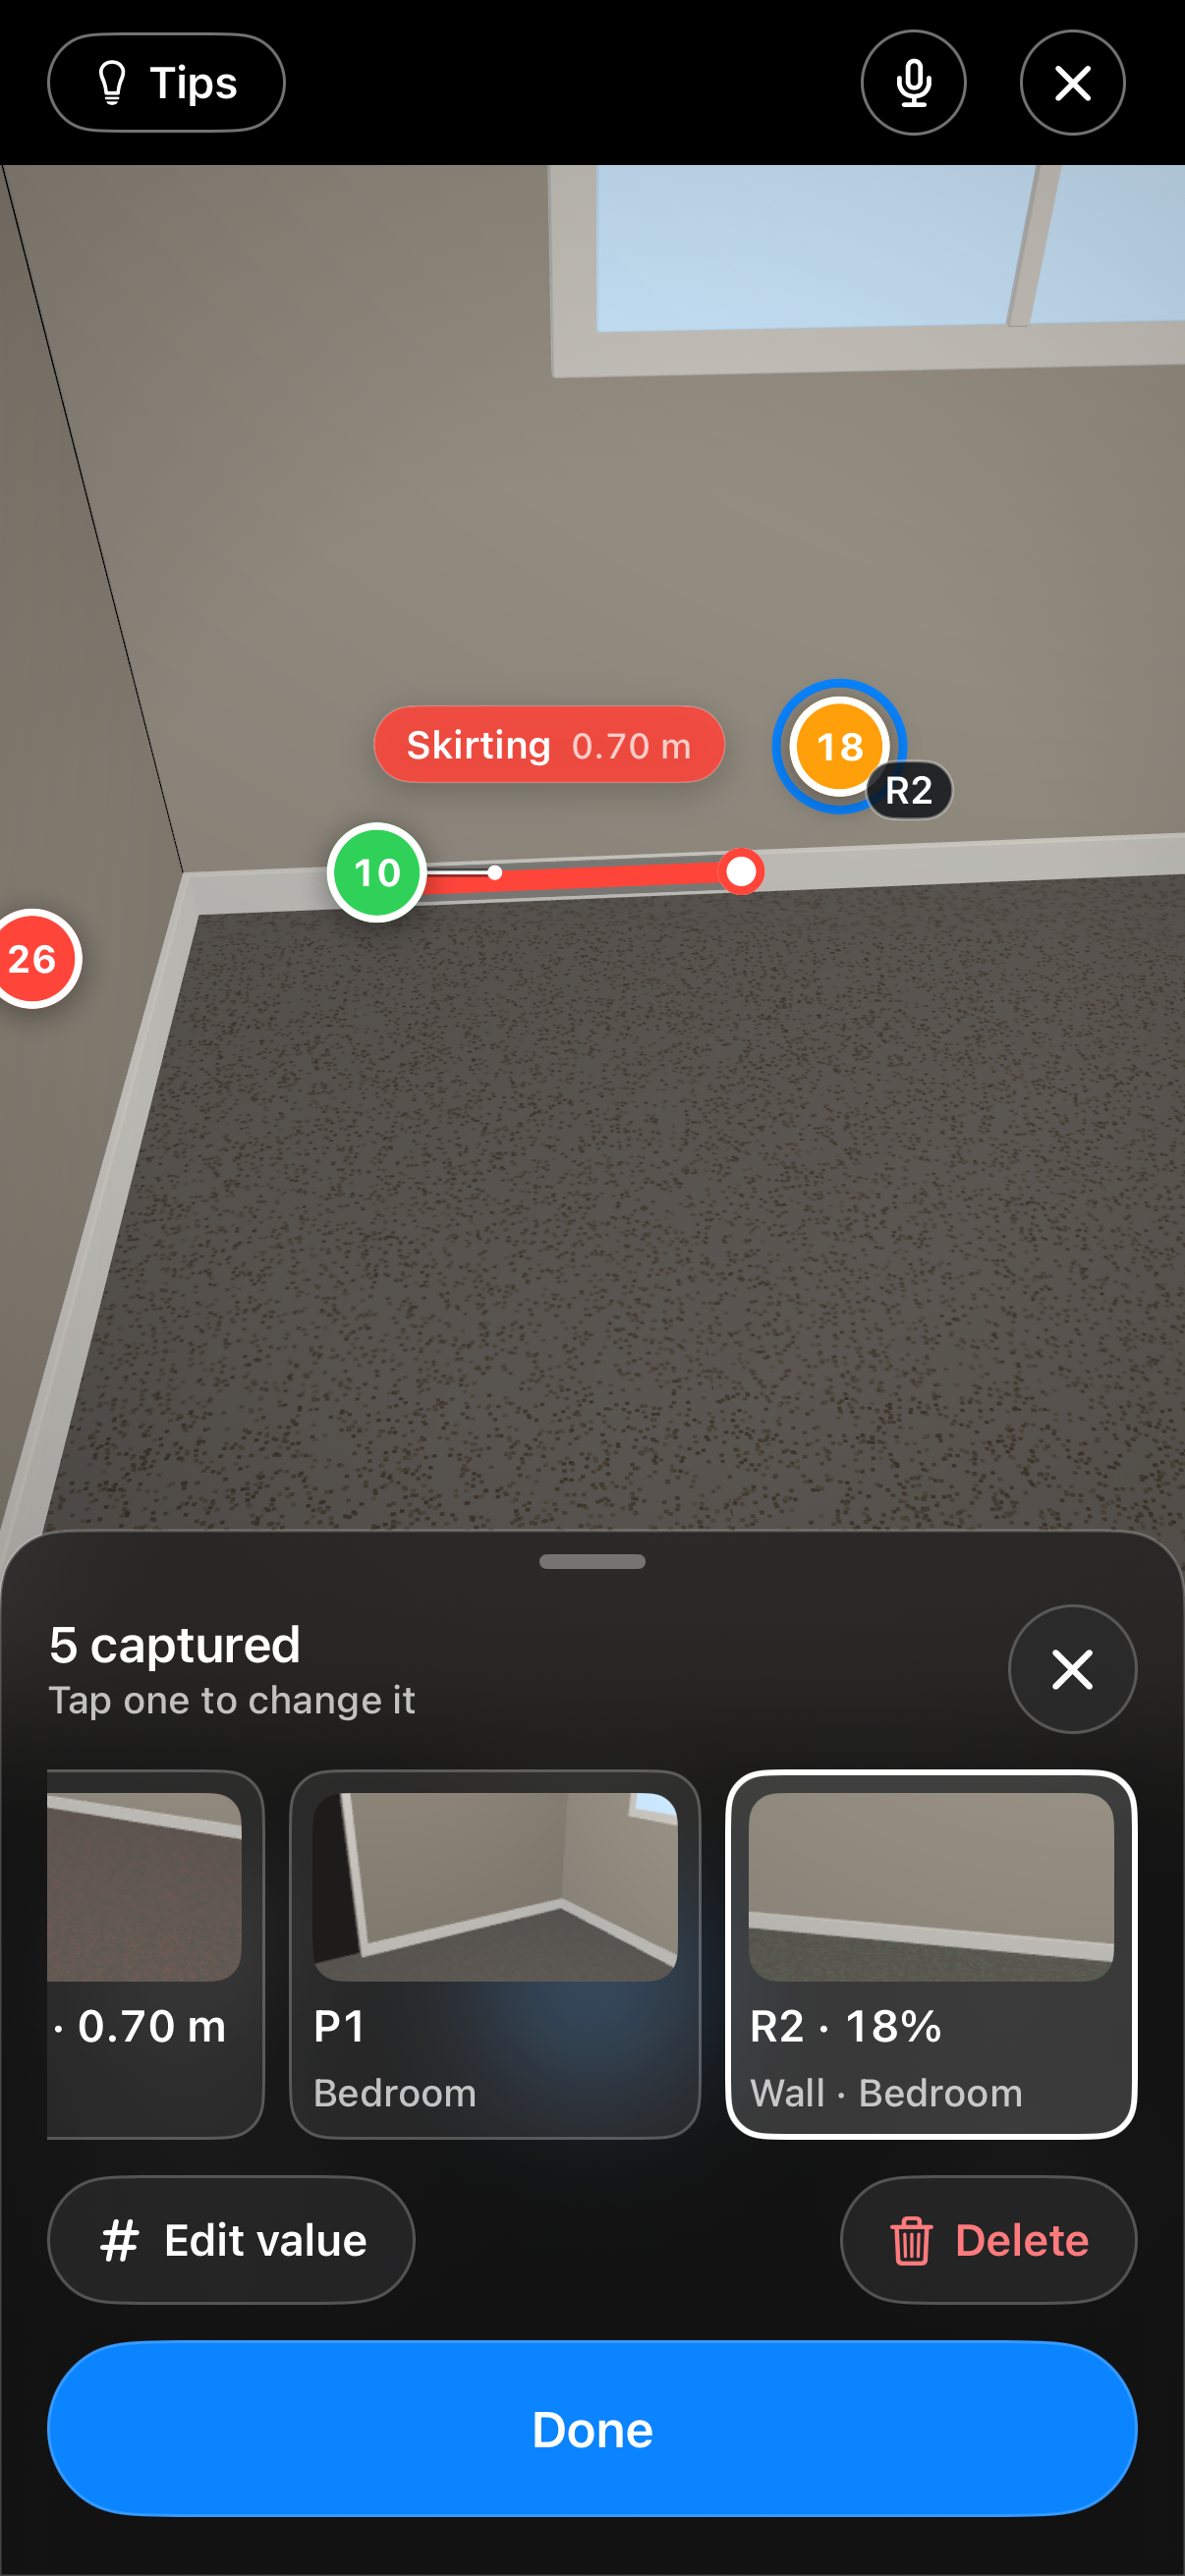 Tips
Skirting 0.70 m
18
R2
10
26
5 captured
Tap one to change it
· 0.70 m
P1
R2 · 18%
Bedroom
Wall · Bedroom
# Edit value
Delete
Done